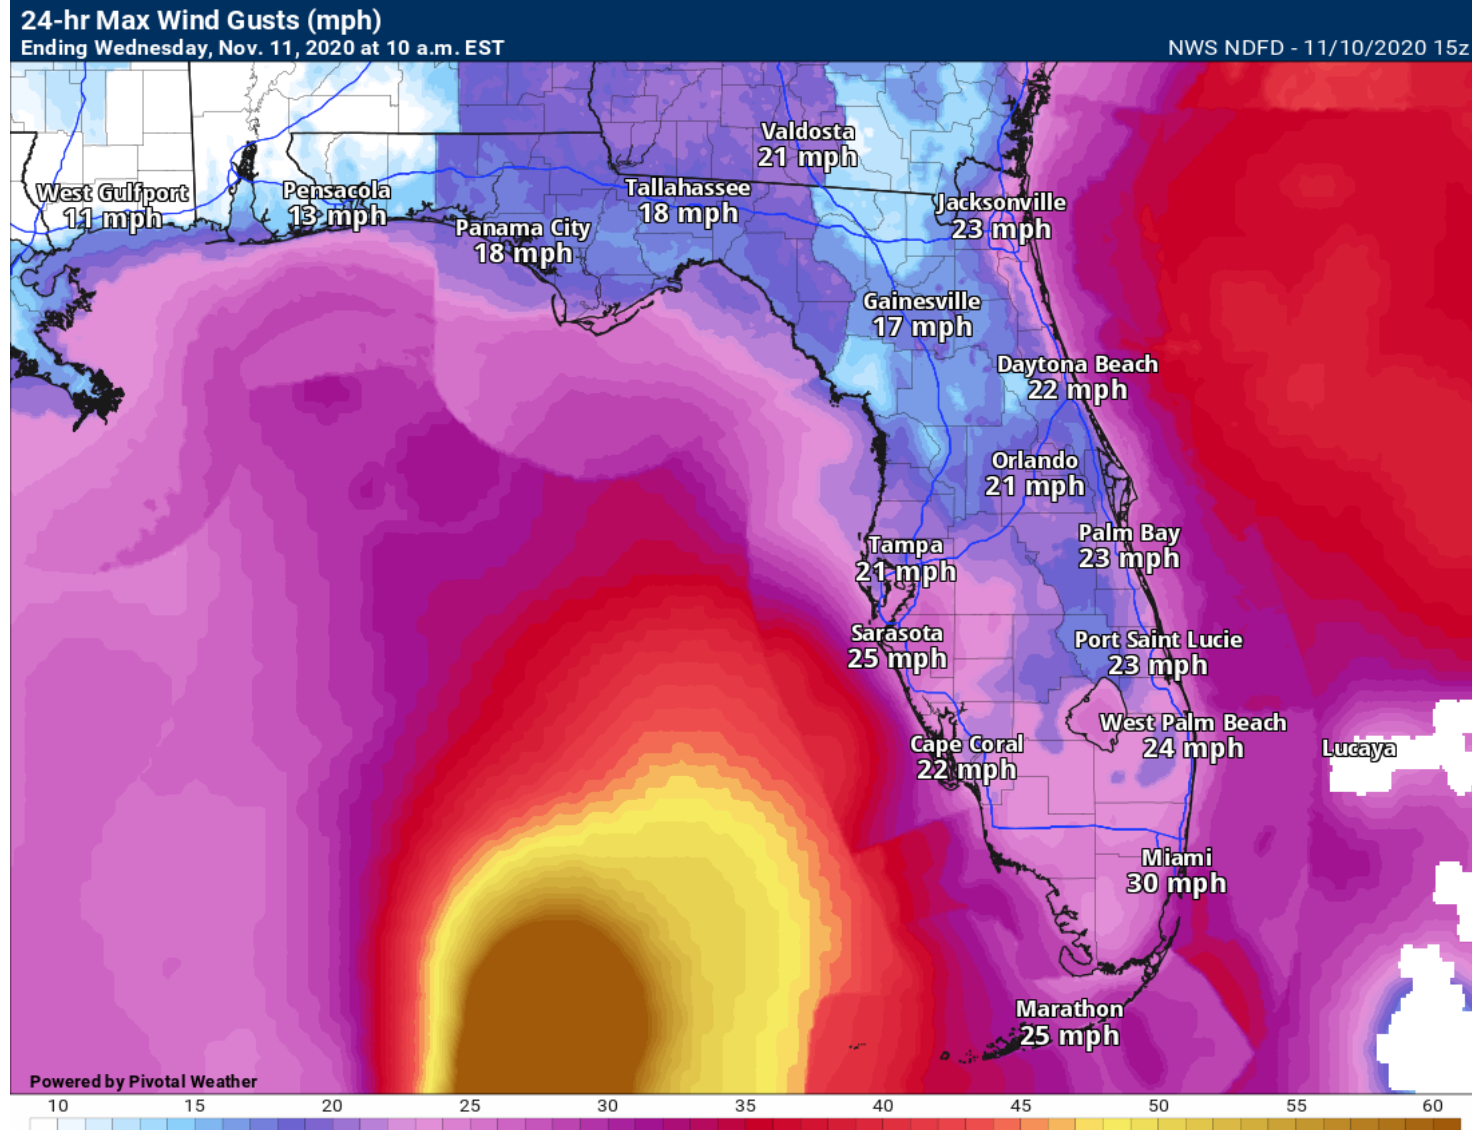 24-hr Max Wind Gusts (mph)
Ending Wednesday, Nov. 11, 2020 at 10 a.m. EST
NWS NDFD - 11/10/2020 15z
Valdosta
21 mph
West Gulfport
11 mph
Pensacola
13 mph
Tallahassee
18 mph
Jacksonville
23 mph
Panama City
18 mph
Gainesville
17 mph
Daytona Beach
22 mph
Orlando
21 mph
Palm Bay
23 mph
Tampa
21 mph
Sarasota
25 mph
Port Saint Lucie
23 mph
West Palm Beach
24 mph
Cape Coral
22 mph
Lucaya
Miami
30 mph
Marathon
25 mph
Powered by Pivotal Weather
10 15 20 25 30 35 40 45 50 55 60